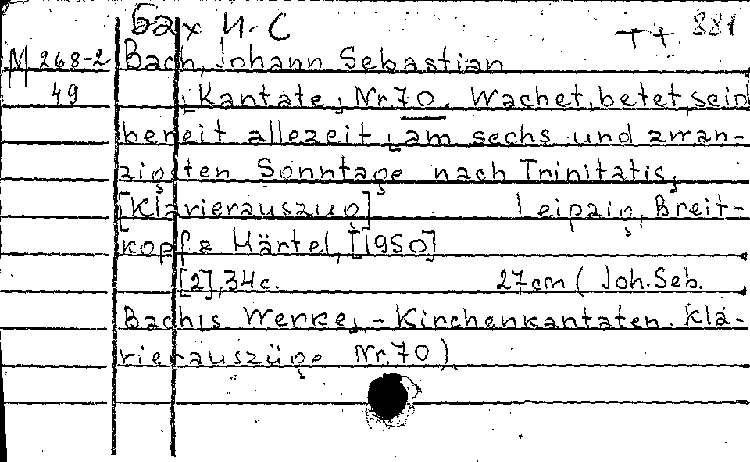 Бах И. С
881
M 268-2 Bach, Johann Sebastian
49 [Kantate, Nr.70. Wachet, betet, seid
bereit allezeit, am sechs und zwan-
zigsten Sonntage nach Trinitatis,
[Klavierauszug] Leipzig, Breit-
kopf & Härtel, [1950]
[2], 34c. 27cm (Joh. Seb.
Bach's Werke, - Kirchenkantaten. Kla-
vierauszüge Nr.70)